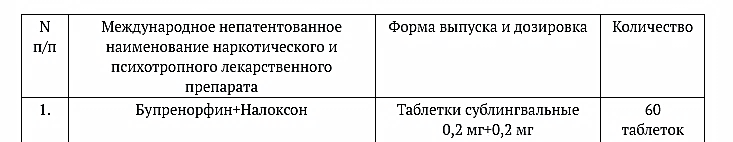 N п/п
Международное непатентованное наименование наркотического и психотропного лекарственного препарата
Форма выпуска и дозировка
Количество
1.
Бупренорфин+Налоксон
Таблетки сублингвальные 0,2 мг+0,2 мг
60 таблеток